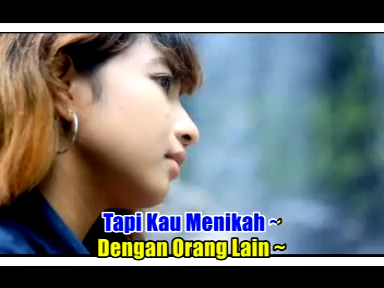 Tapi Kau Menikah ~
Dengan Orang Lain ~